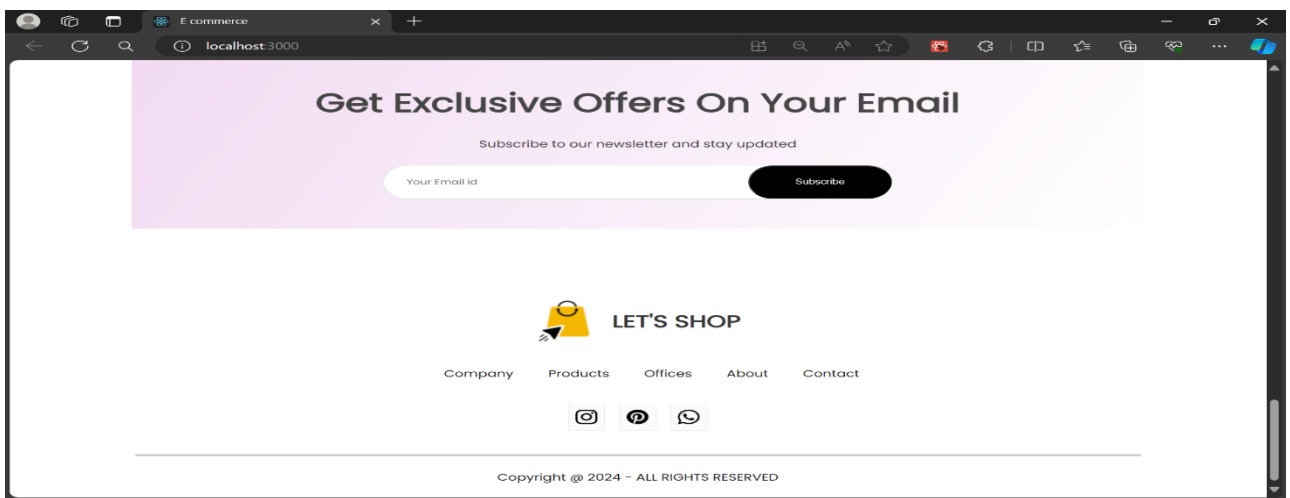 E commerce
localhost:3000
Get Exclusive Offers On Your Email
Subscribe to our newsletter and stay updated
Your Email id Subscribe
LET'S SHOP
Company Products Offices About Contact
Copyright @ 2024 - ALL RIGHTS RESERVED